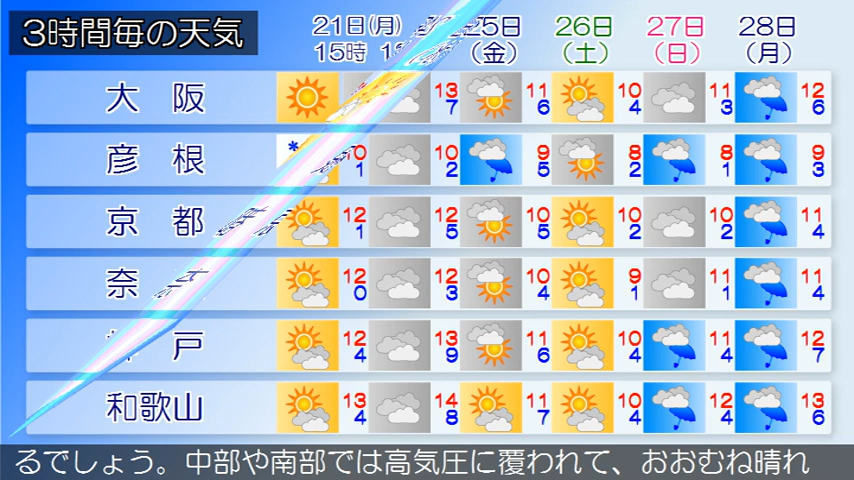 3時間毎の天気
21日(月) 25日 26日 27日 28日
15時 (金) (土) (日) (月)
大阪 13 7 11 6 10 4 11 3 12 6
彦根 1 10 2 9 5 8 2 8 1 9 3
京都 12 1 12 5 10 5 10 2 10 2 11 4
奈 12 0 12 3 10 4 9 1 11 1 11 4
戸 12 4 13 9 11 6 10 4 11 4 12 7
和歌山 13 4 14 8 11 7 10 4 12 4 13 6
るでしょう。中部や南部では高気圧に覆われて、おおむね晴れ